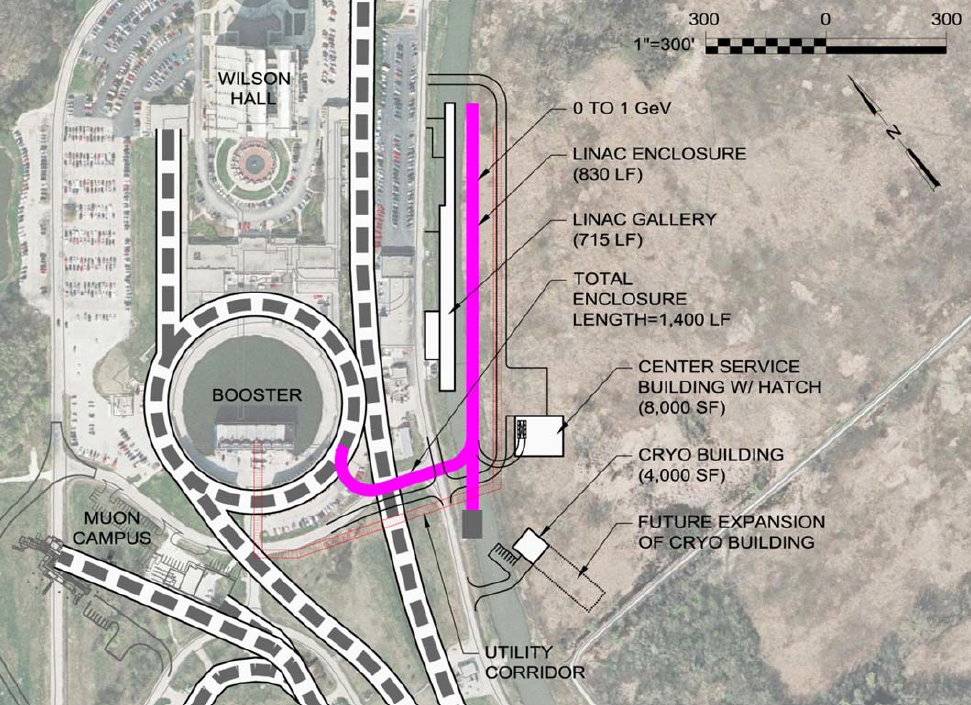 300 0 300
1"=300'
N
WILSON
HALL
0 TO 1 GeV
LINAC ENCLOSURE
(830 LF)
LINAC GALLERY
(715 LF)
TOTAL
ENCLOSURE
LENGTH=1,400 LF
CENTER SERVICE
BUILDING W/ HATCH
(8,000 SF)
BOOSTER
CRYO BUILDING
(4,000 SF)
MUON
CAMPUS
FUTURE EXPANSION
OF CRYO BUILDING
UTILITY
CORRIDOR